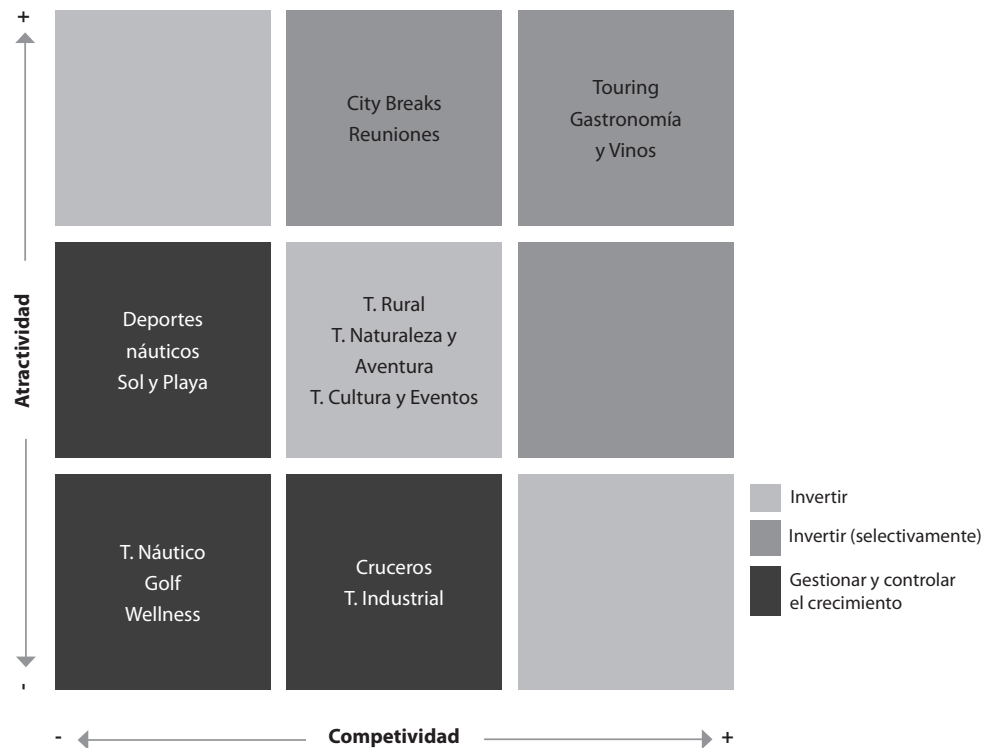 +
City Breaks
Reuniones
Touring
Gastronomía
y Vinos
Atractividad
Deportes
náuticos
Sol y Playa
T. Rural
T. Naturaleza y
Aventura
T. Cultura y Eventos
T. Náutico
Golf
Wellness
Cruceros
T. Industrial
Invertir
Invertir (selectivamente)
Gestionar y controlar
el crecimiento
-
- Competividad +